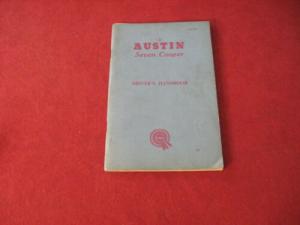 AUSTIN
Seven Cooper
DRIVER'S HANDBOOK